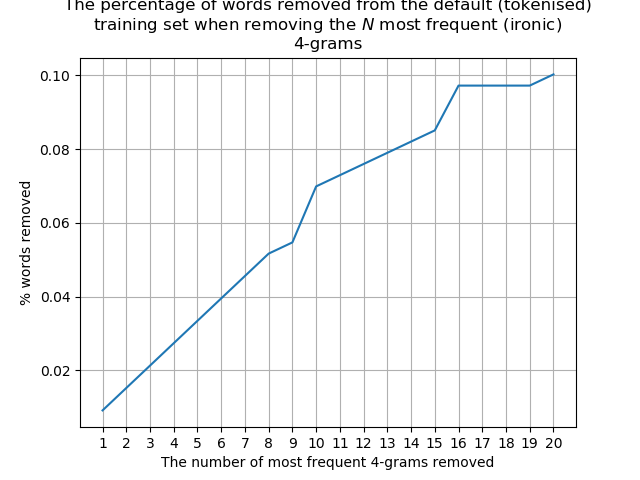 The percentage of words removed from the default (tokenised)
training set when removing the N most frequent (ironic)
4-grams
0.10
0.08
0.06
0.04
0.02
% words removed
1 2 3 4 5 6 7 8 9 10 11 12 13 14 15 16 17 18 19 20
The number of most frequent 4-grams removed